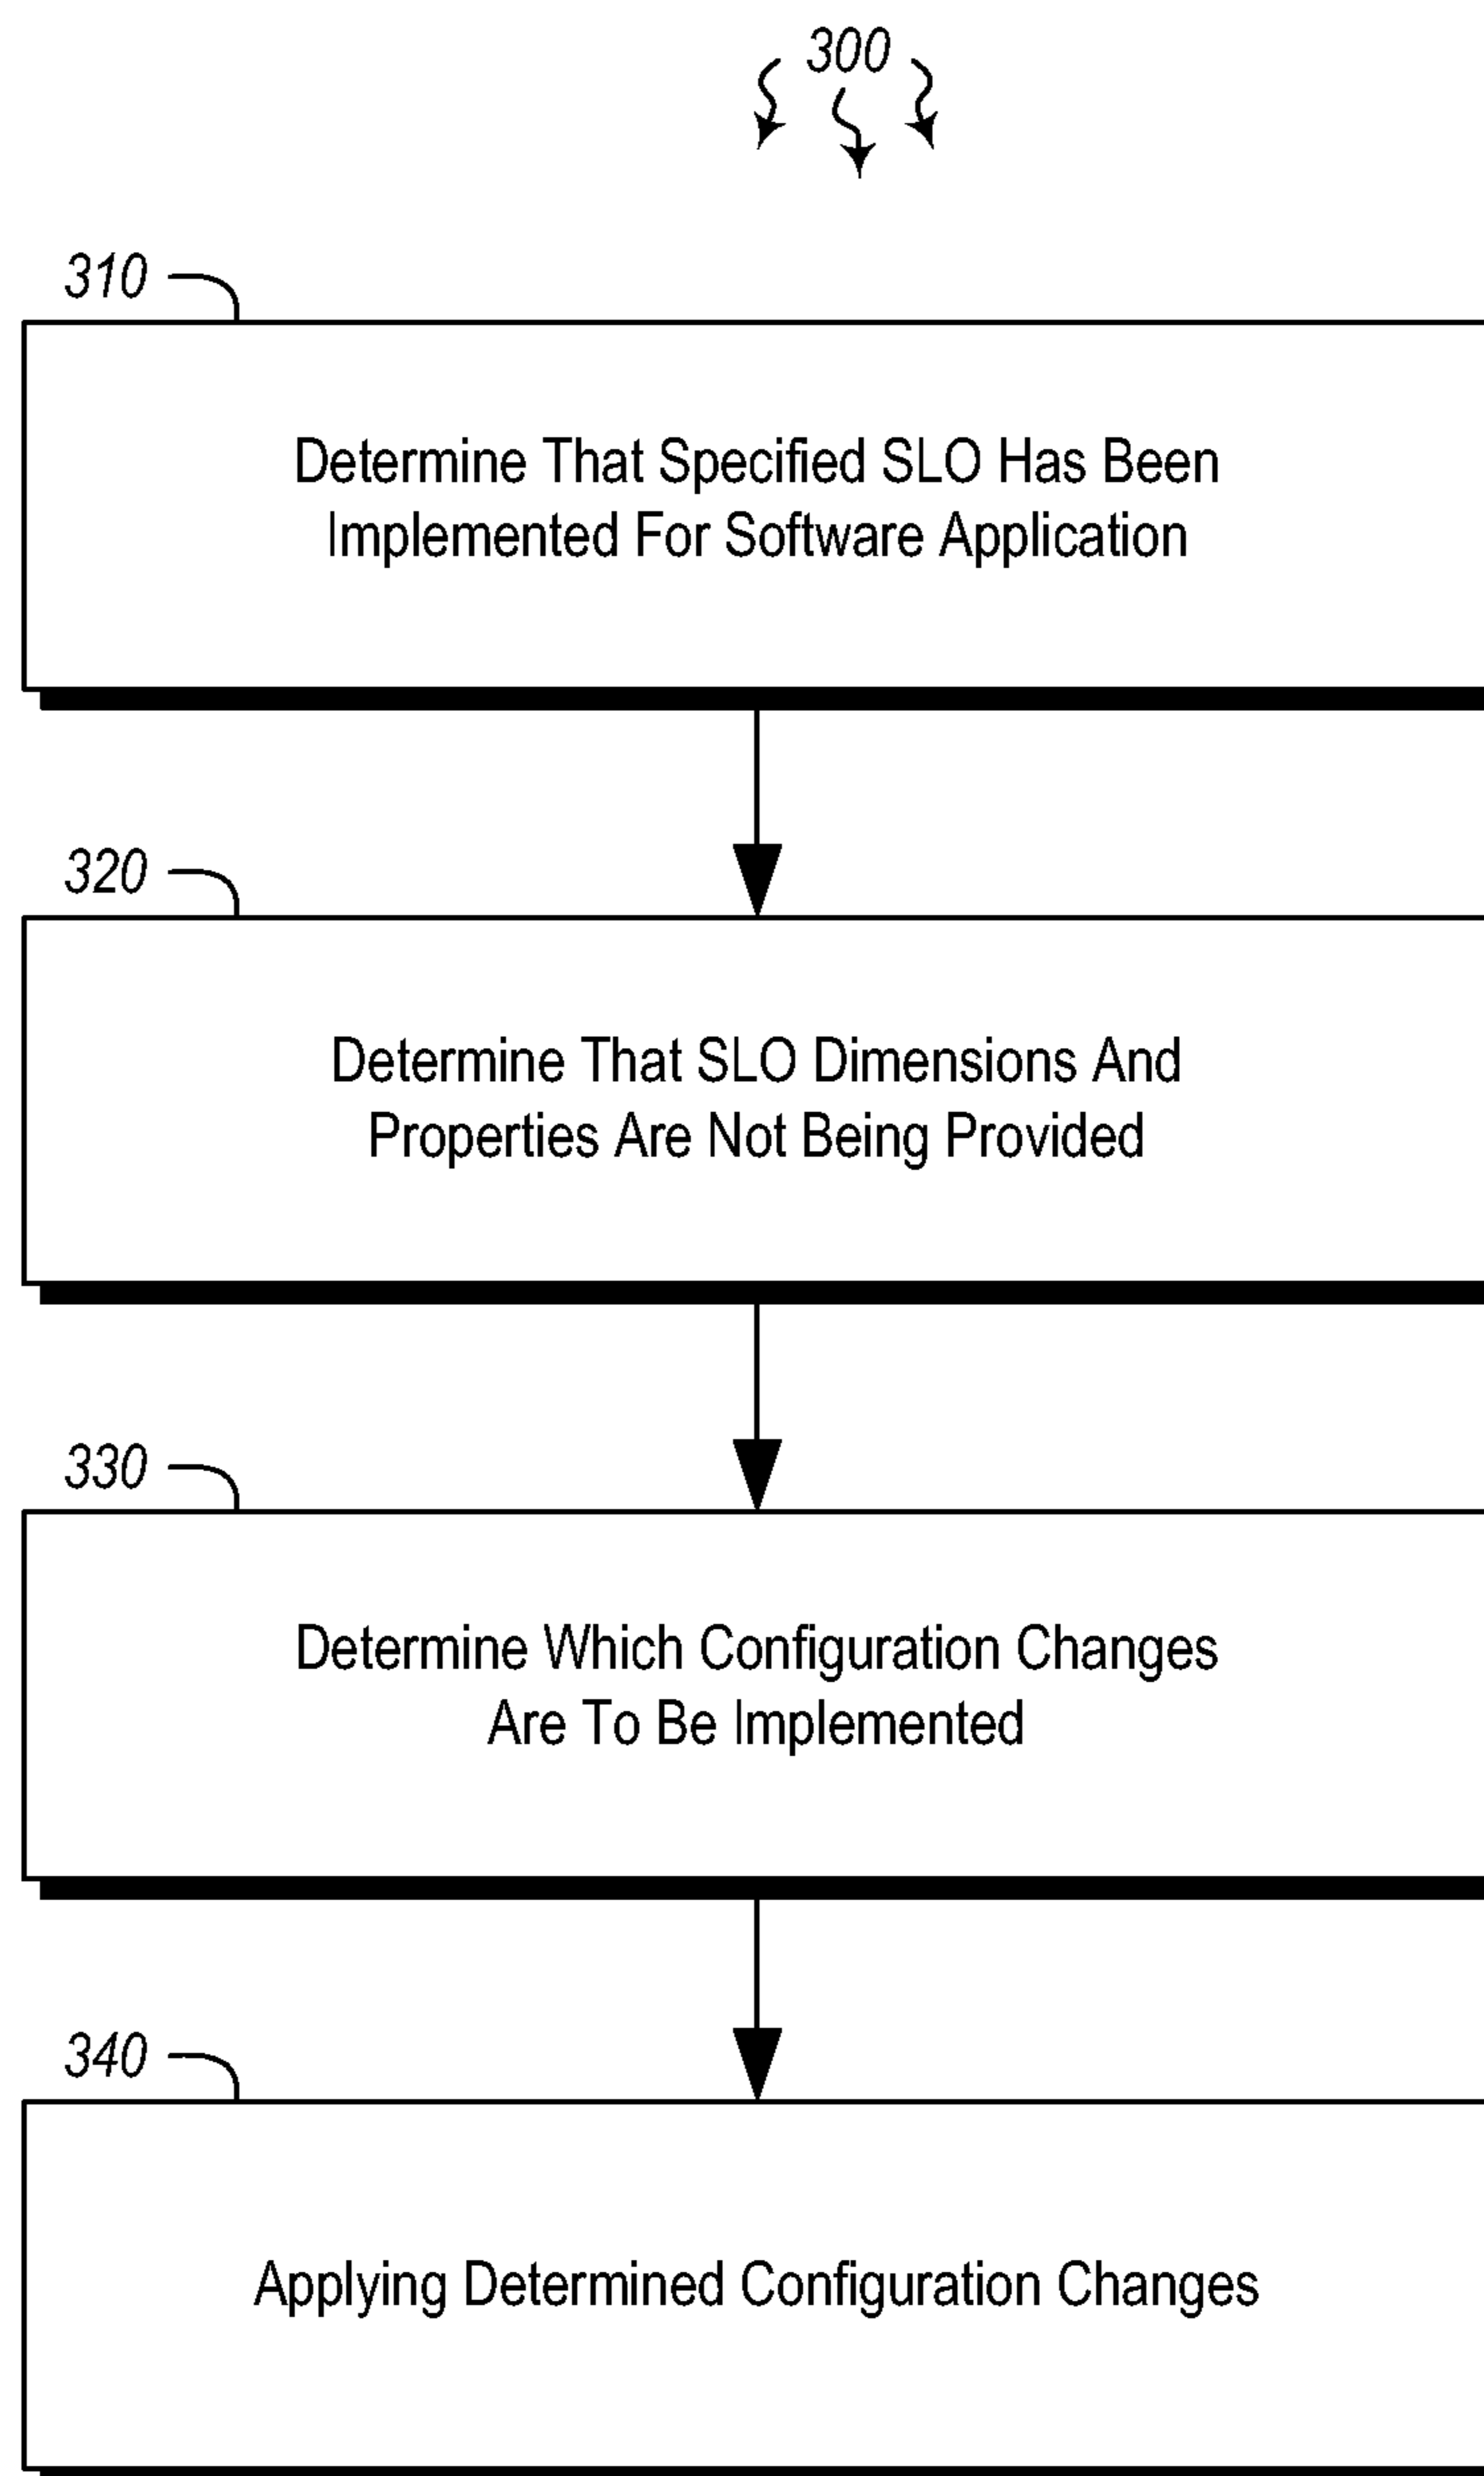 300
310
Determine That Specified SLO Has Been
Implemented For Software Application
320
Determine That SLO Dimensions And
Properties Are Not Being Provided
330
Determine Which Configuration Changes
Are To Be Implemented
340
Applying Determined Configuration Changes